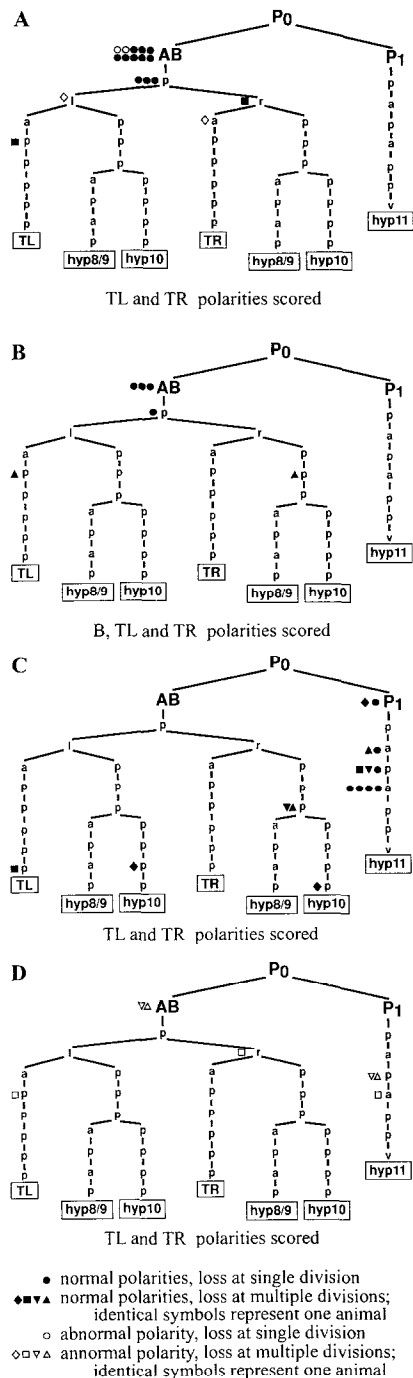 A
P0
AB
P1
p
l
r
a
p
a
p
p
p
p
p
p
p
p
a
p
p
p
p
p
p
p
p
p
p
a
p
a
p
p
v
a
p
a
p
p
p
p
p
a
p
a
p
p
p
p
p
TL
hyp8/9
hyp10
TR
hyp8/9
hyp10
hyp11
TL and TR polarities scored
B
P0
AB
P1
p
l
r
TL
hyp8/9
hyp10
TR
hyp8/9
hyp10
hyp11
B, TL and TR polarities scored
C
P0
AB
P1
p
l
r
TL
hyp8/9
hyp10
TR
hyp8/9
hyp10
hyp11
TL and TR polarities scored
D
P0
AB
P1
p
l
r
TL
hyp8/9
hyp10
TR
hyp8/9
hyp10
hyp11
TL and TR polarities scored
normal polarities, loss at single division
normal polarities, loss at multiple divisions;
identical symbols represent one animal
abnormal polarity, loss at single division
annormal polarity, loss at multiple divisions;
identical symbols represent one animal